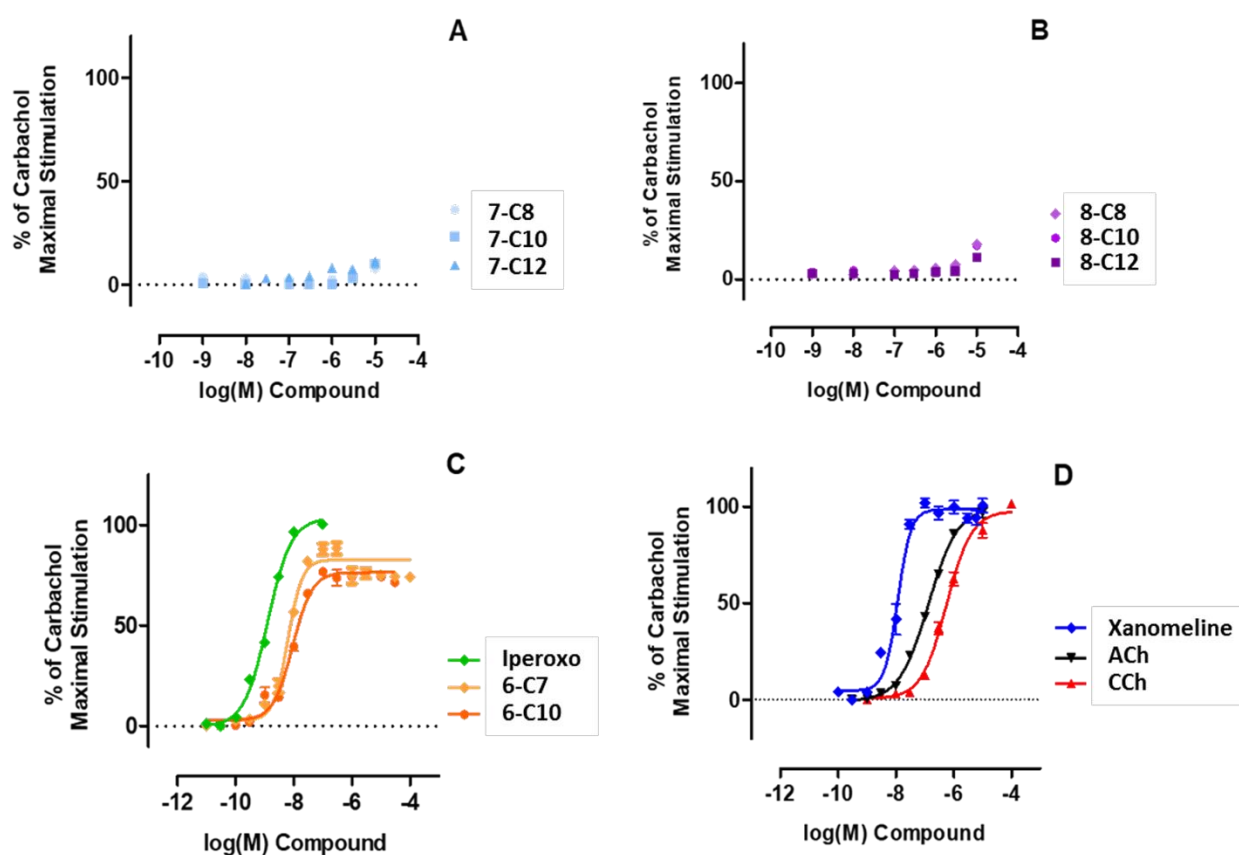 A
% of Carbachol
Maximal Stimulation
100
50
0
7-C8
7-C10
7-C12
-10 -9 -8 -7 -6 -5 -4
log(M) Compound
B
% of Carbachol
Maximal Stimulation
100
50
0
8-C8
8-C10
8-C12
-10 -9 -8 -7 -6 -5 -4
log(M) Compound
C
% of Carbachol
Maximal Stimulation
100
50
0
Iperoxo
6-C7
6-C10
-12 -10 -8 -6 -4
log(M) Compound
D
% of Carbachol
Maximal Stimulation
100
50
0
Xanomeline
ACh
CCh
-12 -10 -8 -6 -4
log(M) Compound